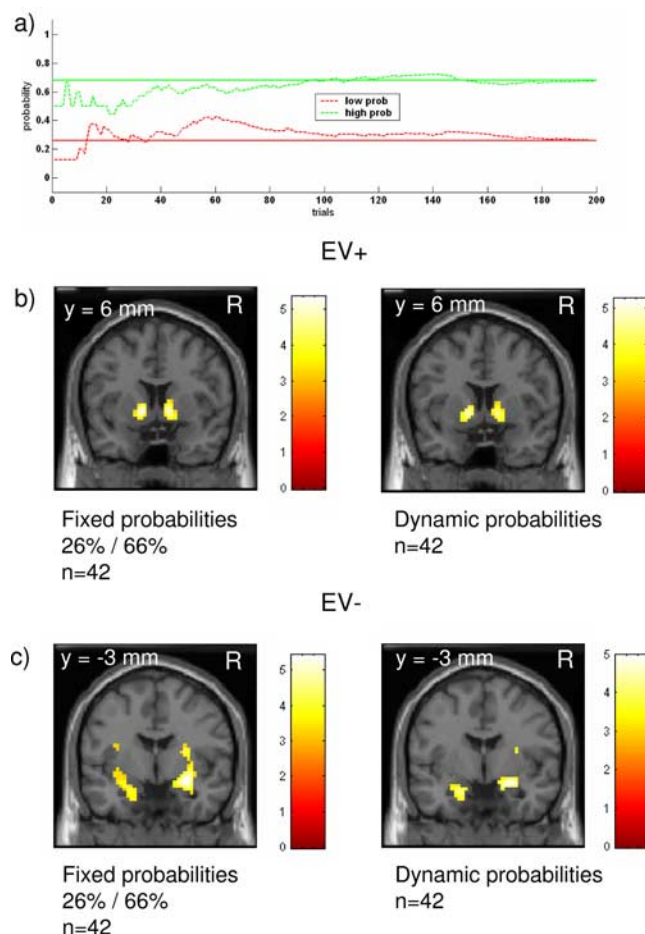 a)
1
0.8
0.6
0.4
0.2
0
probability
low prob
high prob
0 20 40 60 80 100 120 140 160 180 200
trials
EV+
b)
y = 6 mm R
5
4
3
2
1
0
y = 6 mm R
5
4
3
2
1
0
Fixed probabilities
26% / 66%
n=42
Dynamic probabilities
n=42
EV-
c)
y = -3 mm R
5
4
3
2
1
0
y = -3 mm R
5
4
3
2
1
0
Fixed probabilities
26% / 66%
n=42
Dynamic probabilities
n=42